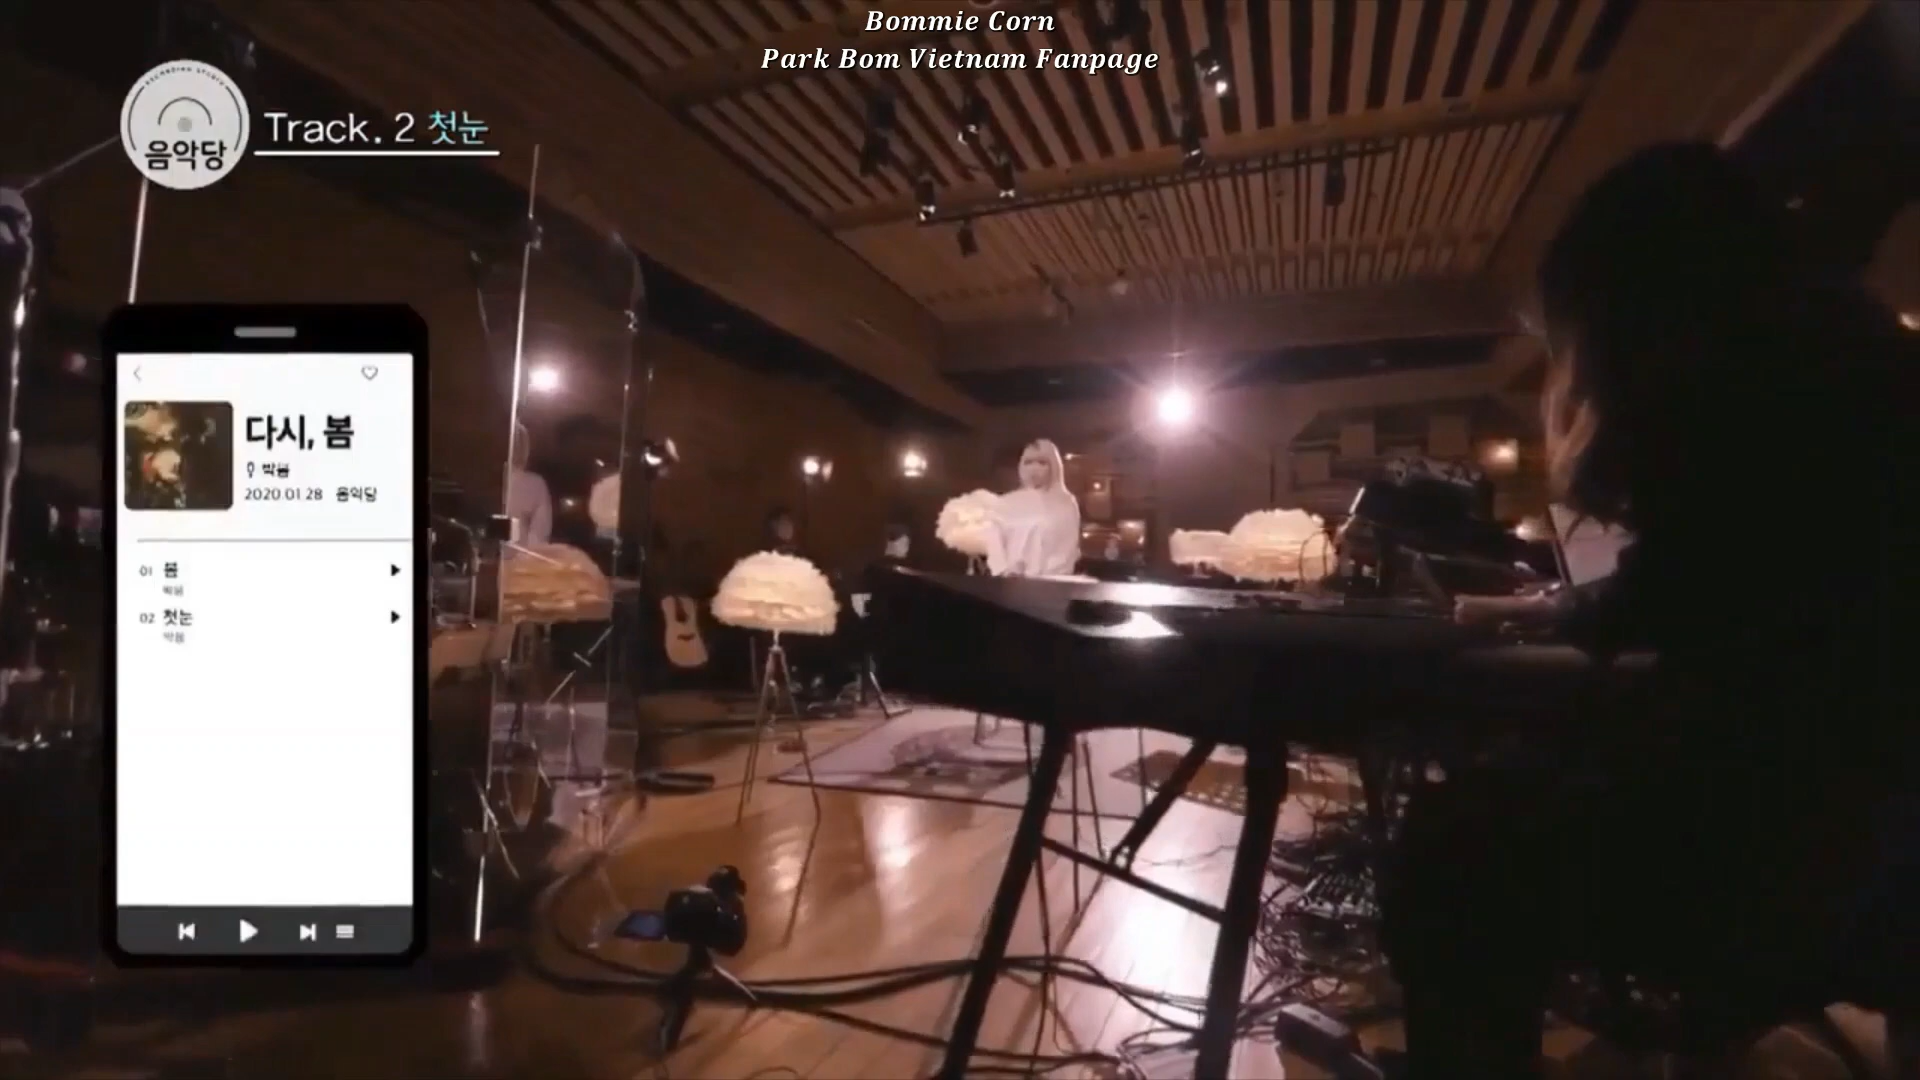 Bommie Corn
Park Bom Vietnam Fanpage
음악당
Track. 2 첫눈
다시, 봄
박봄
2020.01.28 음악당
01 봄
박봄
02 첫눈
박봄